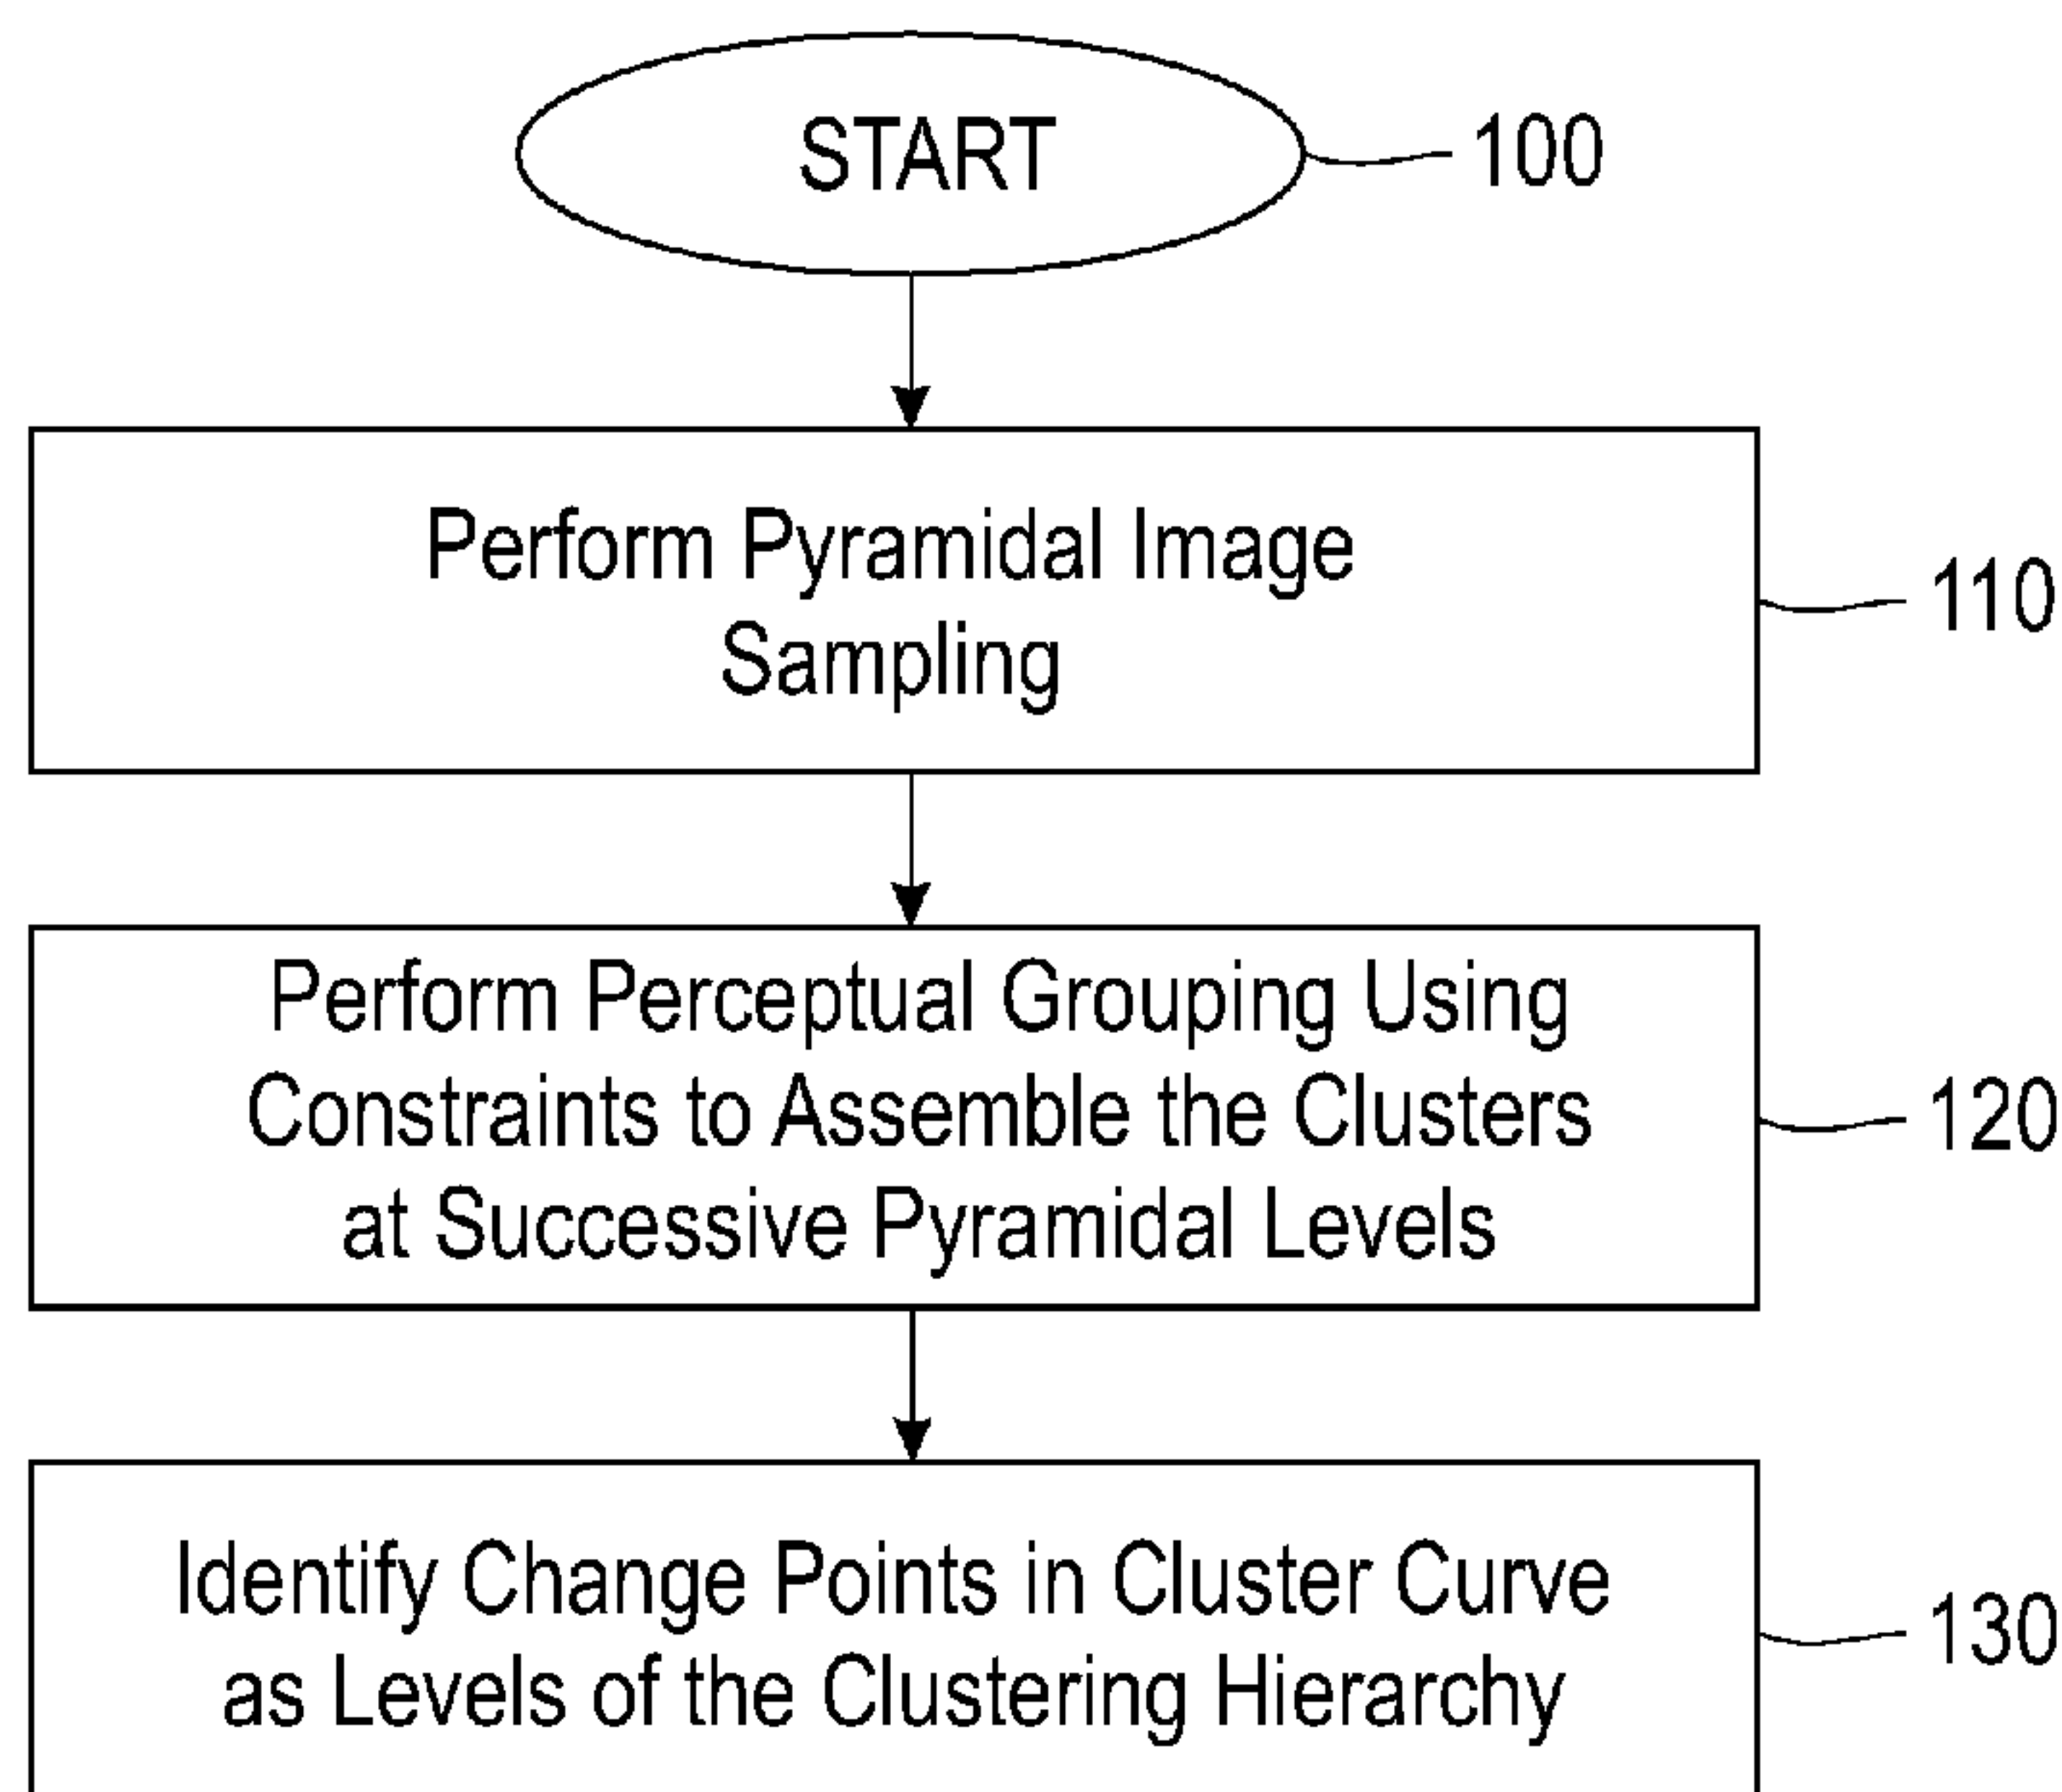 START
100
Perform Pyramidal Image
Sampling
110
Perform Perceptual Grouping Using
Constraints to Assemble the Clusters
at Successive Pyramidal Levels
120
Identify Change Points in Cluster Curve
as Levels of the Clustering Hierarchy
130